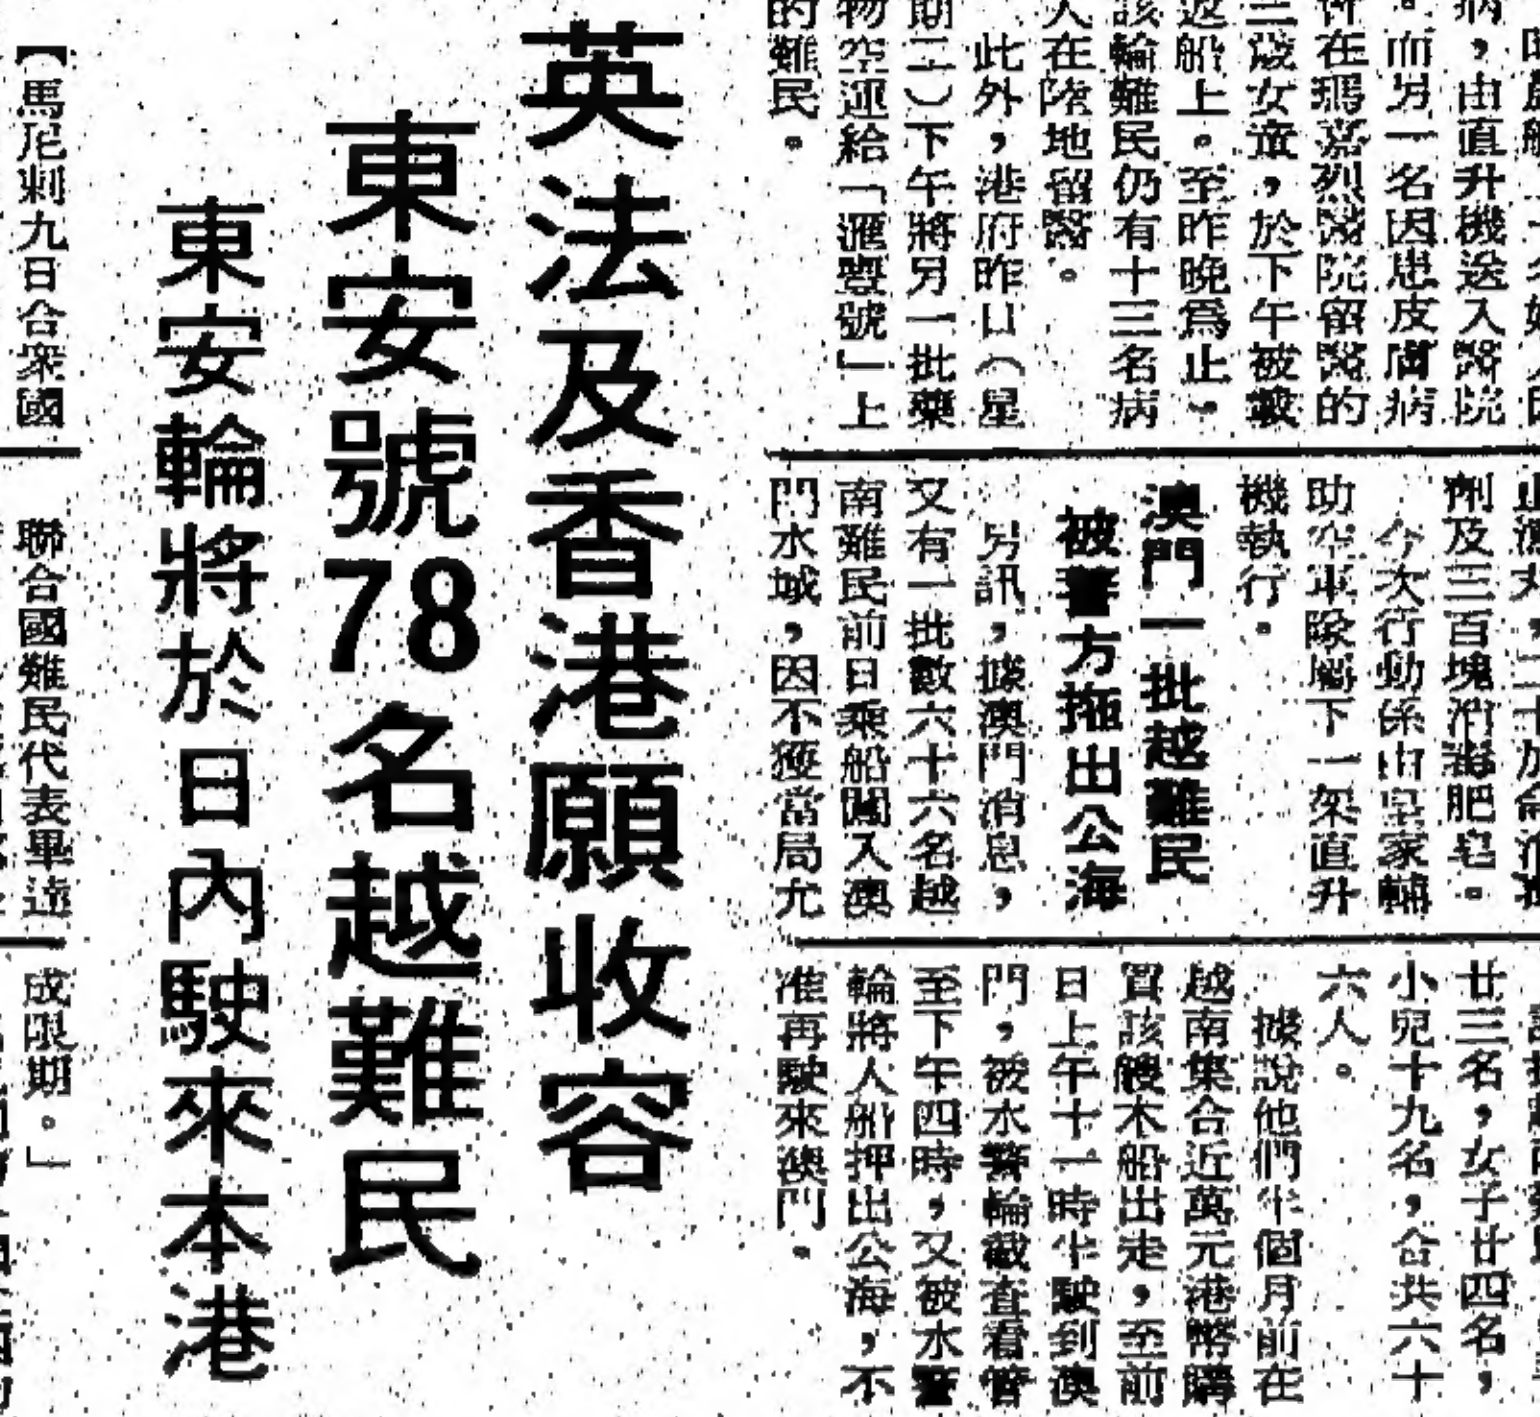 病，由直升機送入醫院
。而另一名因患皮膚病
在瑪嘉烈醫院留醫的
三歲女童，於下午被載
返船上。至昨晚爲止，
該輪難民仍有十三名病
人在陸地留醫。
此外，港府昨日（星
期二）下午將另一批藥
物空運給「滙豐號」上
的難民。
劑及三百塊消毒肥皂。
今次行動係由皇家輔
助空軍隊屬下一架直升
機執行。
澳門一批越難民
被警方拖出公海
另訊，據澳門消息，
又有一批數六十六名越
南難民前日乘船闖入澳
門水域，因不獲當局允
廿三名，女子廿四名，
小兒十九名，合共六十
六人。
據說他們半個月前在
越南集合近萬元港幣購
買該艘木船出走，至前
日上午十一時半駛到澳
門，被水警輪截查看管
至下午四時，又被水警
輪將人船押出公海，不
准再駛來澳門。
英法及香港願收容
東安號78名越難民
東安輪將於日內駛來本港
【馬尼剌九日合衆國
聯合國難民代表畢達
成限期。」